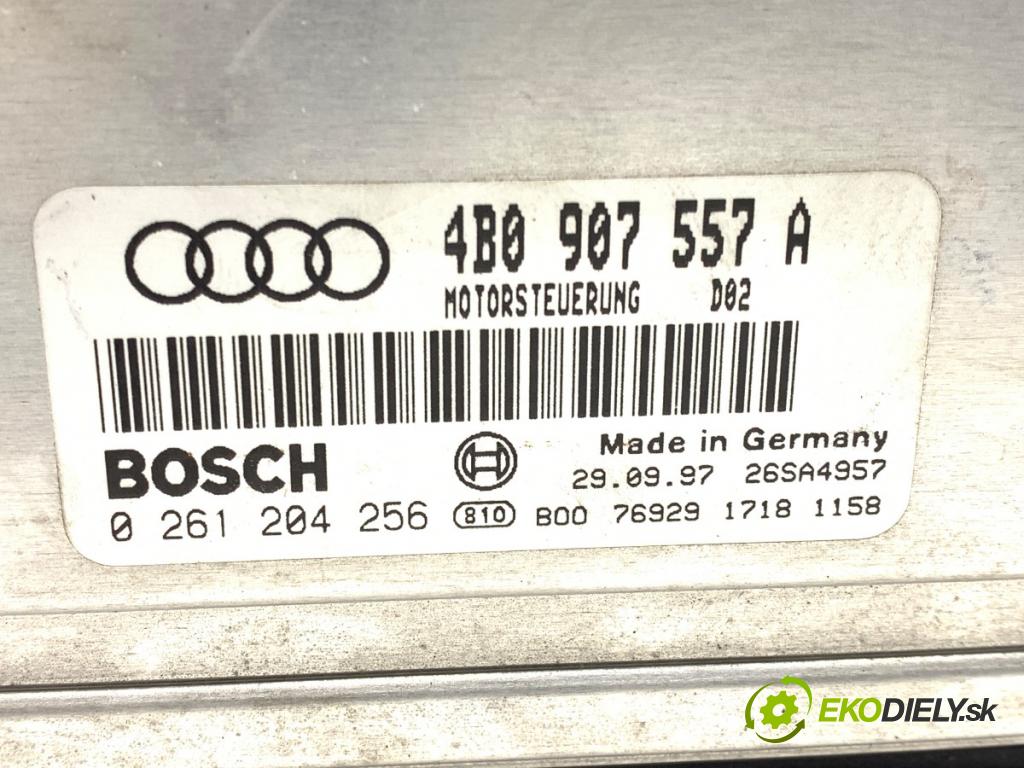 4B0 907 557 A
MOTORSTEUERUNG D02
BOSCH
Made in Germany
29.09.97 26SA4957
0 261 204 256 810 B00 76929 1718 1158
EKODIELY.sk